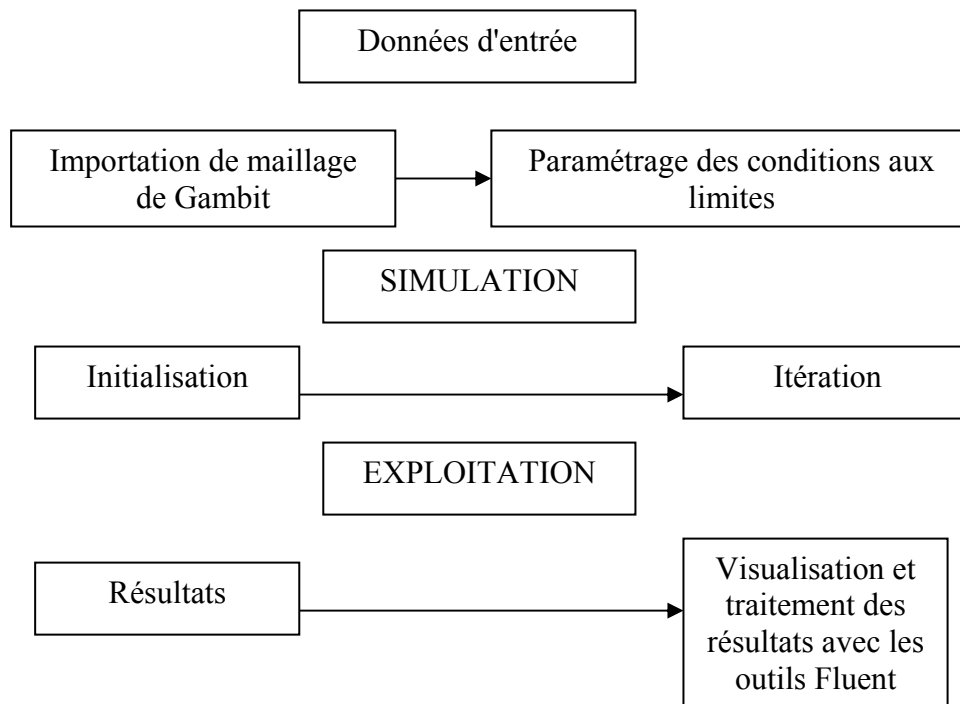 Données d'entrée
Importation de maillage
de Gambit
Paramétrage des conditions aux
limites
SIMULATION
Initialisation
Itération
EXPLOITATION
Résultats
Visualisation et
traitement des
résultats avec les
outils Fluent